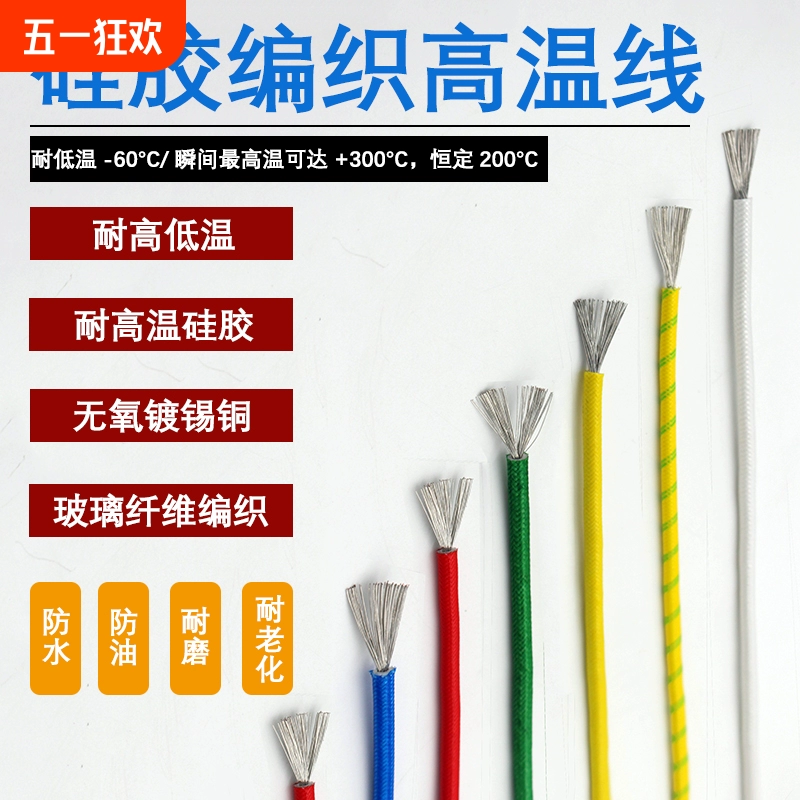 五一狂欢
硅胶编织高温线
耐低温 -60°C/ 瞬间最高温可达 +300°C，恒定 200°C
耐高低温
耐高温硅胶
无氧镀锡铜
玻璃纤维编织
防水
防油
耐磨
耐老化